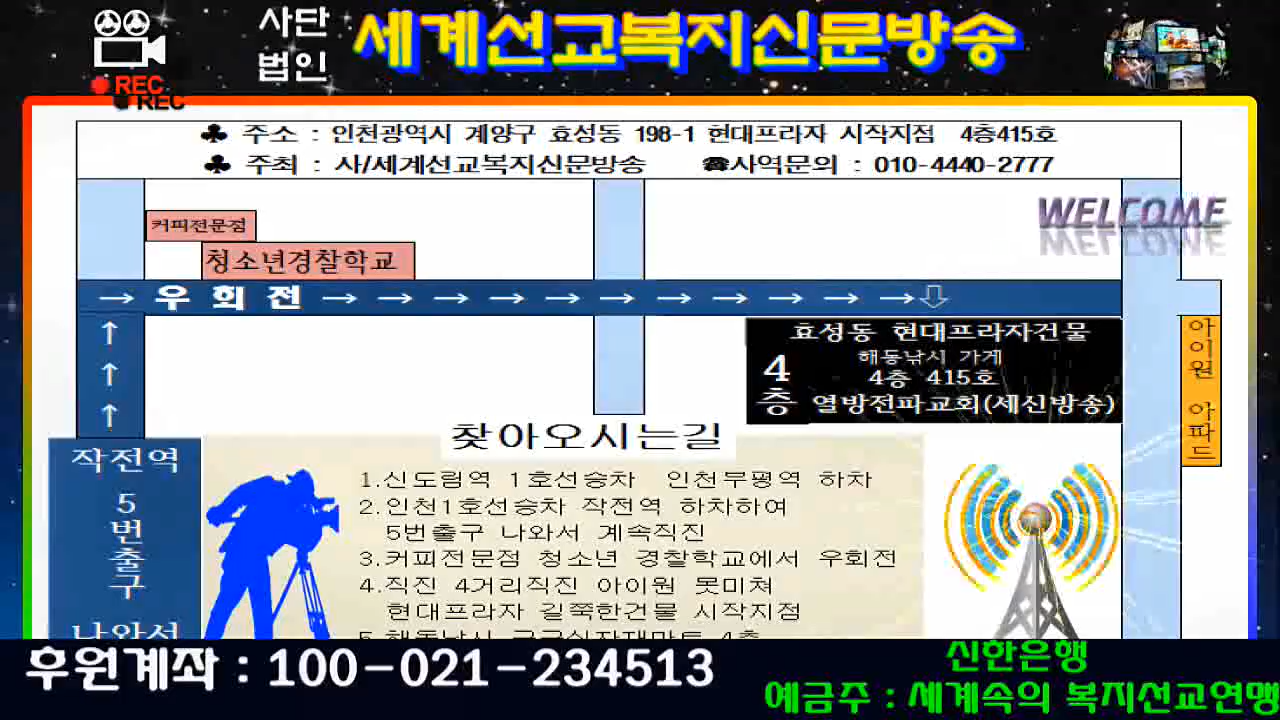 사단
법인
세계선교복지신문방송
REC
REC
♣ 주소 : 인천광역시 계양구 효성동 198-1 현대프라자 시작지점 4층415호
♣ 주최 : 사/세계선교복지신문방송 ☎사역문의 : 010-4440-2777
WELCOME
커피전문점
청소년경찰학교
→ 우 회 전 → → → → → → → → → → → ⇩
↑
↑
↑
효성동 현대프라자건물
해동낚시 가게
4층 415호
4층
열방전파교회(세신방송)
아이원 아파드
찾아오시는길
작전역
5번출구
나와서
1.신도림역 1호선승차 인천무평역 하차
2.인천1호선승차 작전역 하차하여
5번출구 나와서 계속직진
3.커피전문점 청소년 경찰학교에서 우회전
4.직진 4거리직진 아이원 못미쳐
현대프라자 길쭉한건물 시작지점
후원계좌 : 100-021-234513
신한은행
예금주 : 세계속의 복지선교연맹